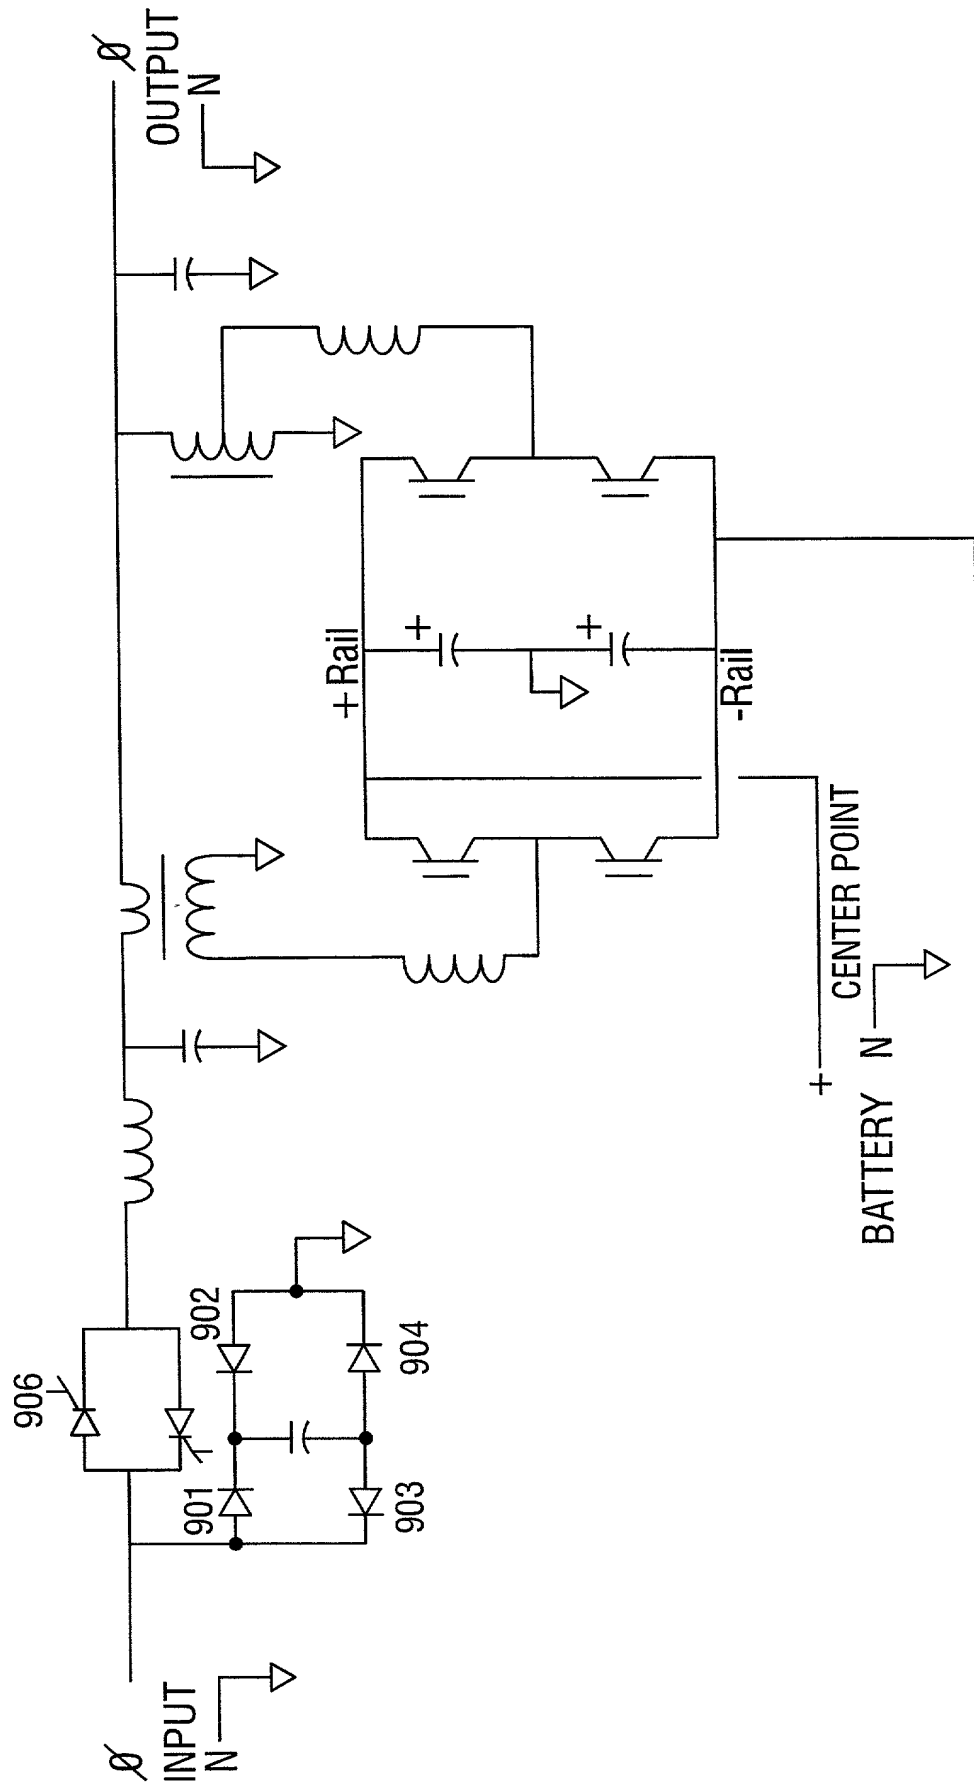 Ø
INPUT
N
906
901
902
903
904
+Rail
+
+
-Rail
Ø
OUTPUT
N
+
CENTER POINT
BATTERY N